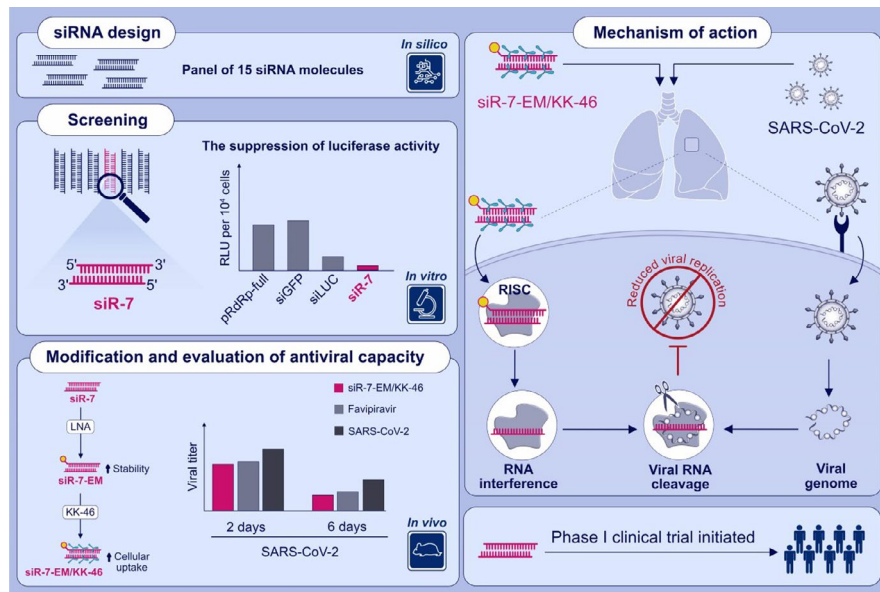 siRNA design
In silico
Panel of 15 siRNA molecules
Screening
The suppression of luciferase activity
RLU per 10⁴ cells
pRdRp-full
siGFP
siLUC
siR-7
5'
3'
3'
5'
siR-7
In vitro
Modification and evaluation of antiviral capacity
siR-7
LNA
siR-7-EM
Stability
KK-46
Cellular
uptake
siR-7-EM/KK-46
siR-7-EM/KK-46
Favipiravir
SARS-CoV-2
Viral titer
2 days
6 days
SARS-CoV-2
In vivo
Mechanism of action
siR-7-EM/KK-46
SARS-CoV-2
RISC
Reduced viral replication
RNA
interference
Viral RNA
cleavage
Viral
genome
Phase I clinical trial initiated